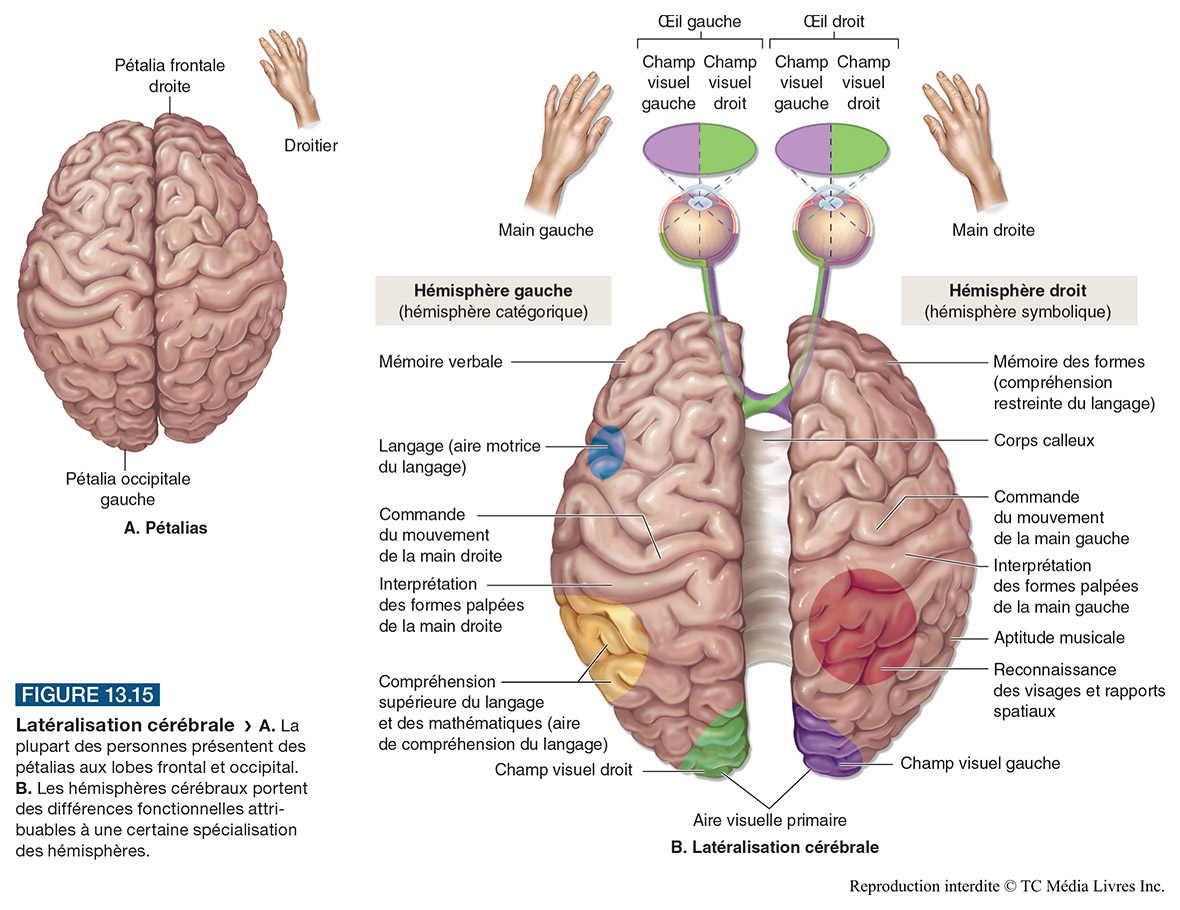 Pétalia frontale
droite
Droitier
Pétalia occipitale
gauche
A. Pétalias
Œil gauche
Œil droit
Champ
visuel
gauche
Champ
visuel
droit
Champ
visuel
gauche
Champ
visuel
droit
Main gauche
Main droite
Hémisphère gauche
(hémisphère catégorique)
Hémisphère droit
(hémisphère symbolique)
Mémoire verbale
Langage (aire motrice
du langage)
Commande
du mouvement
de la main droite
Interprétation
des formes palpées
de la main droite
Compréhension
supérieure du langage
et des mathématiques (aire
de compréhension du langage)
Champ visuel droit
Mémoire des formes
(compréhension
restreinte du langage)
Corps calleux
Commande
du mouvement
de la main gauche
Interprétation
des formes palpées
de la main gauche
Aptitude musicale
Reconnaissance
des visages et rapports
spatiaux
Champ visuel gauche
Aire visuelle primaire
B. Latéralisation cérébrale
FIGURE 13.15
Latéralisation cérébrale › A. La
plupart des personnes présentent des
pétalias aux lobes frontal et occipital.
B. Les hémisphères cérébraux portent
des différences fonctionnelles attri-
buables à une certaine spécialisation
des hémisphères.
Reproduction interdite © TC Média Livres Inc.